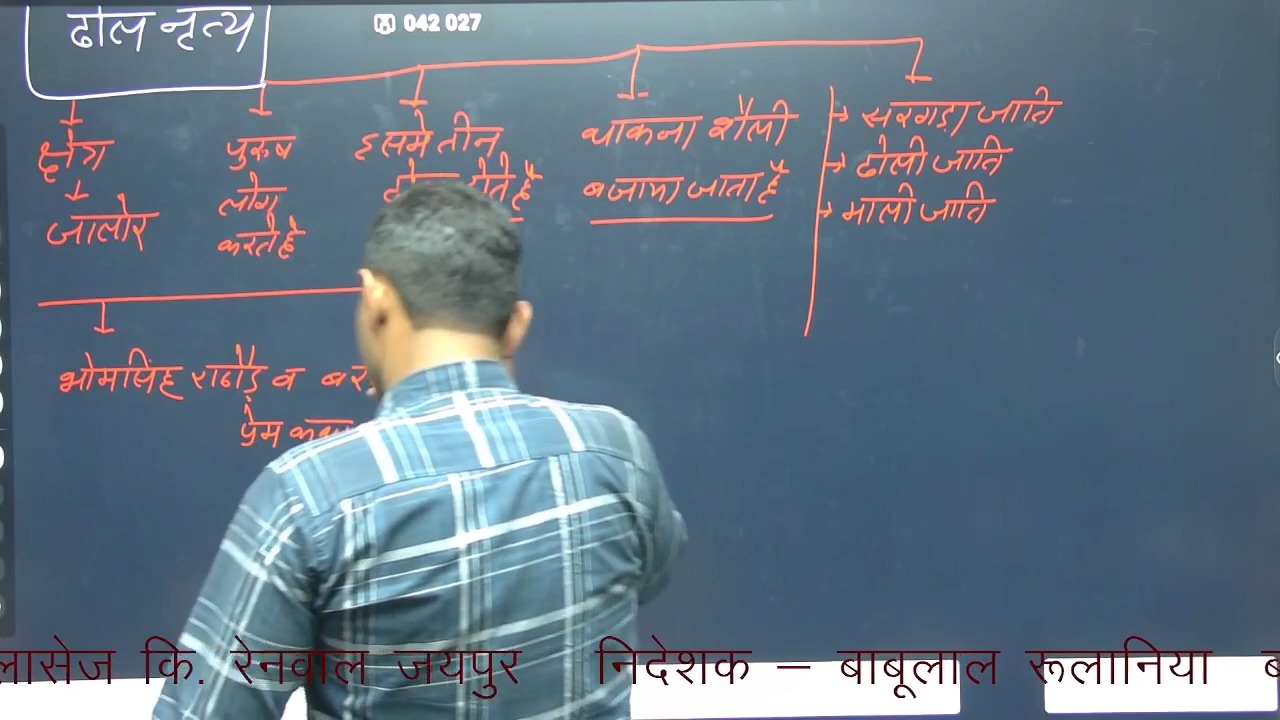 ढोल नृत्य
042 027
क्षेत्र
जालोर
पुरुष
लोग
करते है
इसमे तीन
होते है
थाकना शैली
बजाया जाता है
सरगड़ा जाति
ढोली जाति
माली जाति
भोमसिंह राठौड़ व
प्रेम
लासेज कि. रेनवाल जयपुर निदेशक – बाबूलाल रूलानिया